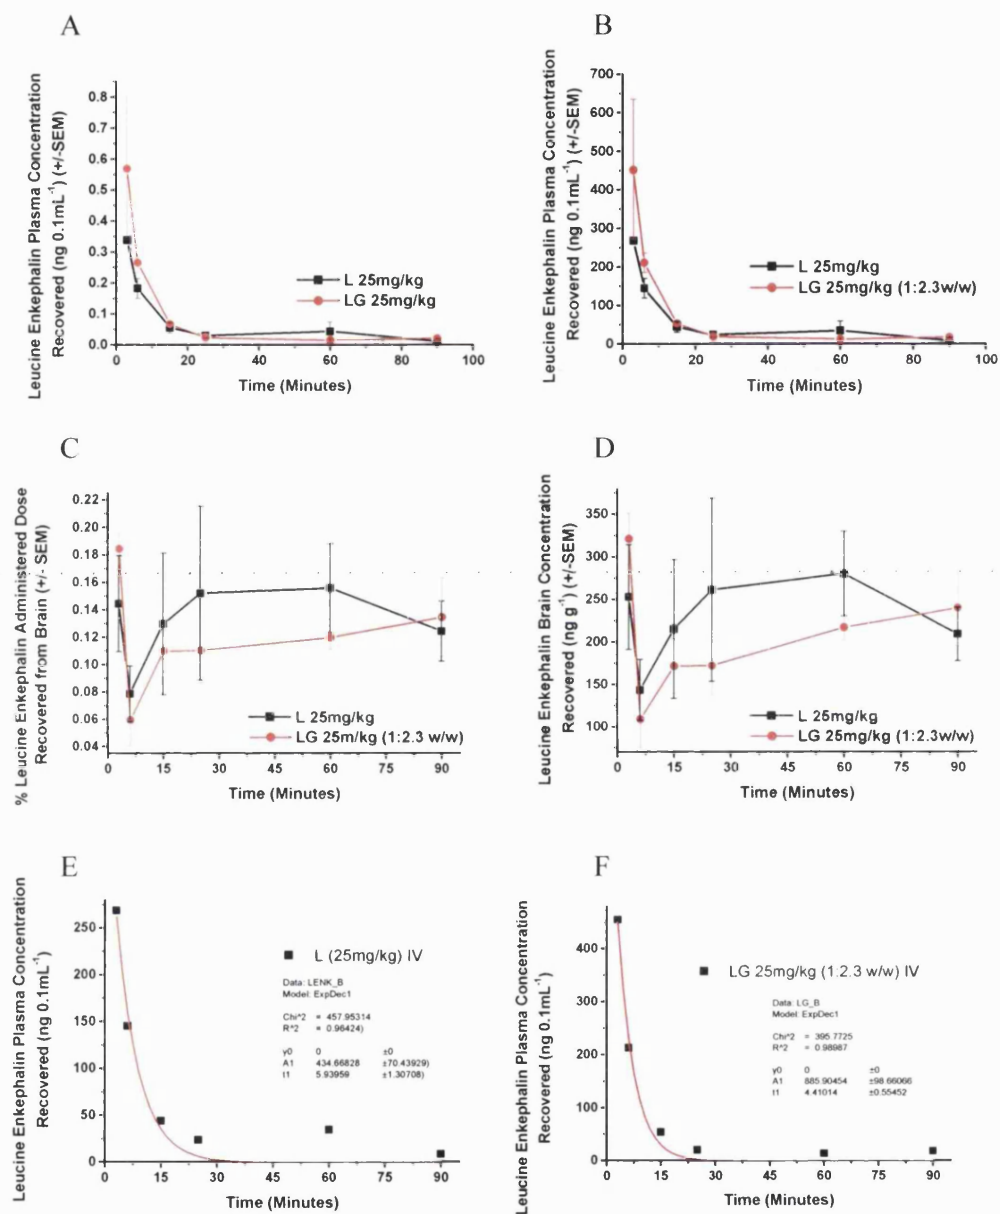 A
Leucine Enkephalin Plasma Concentration
Recovered (ng 0.1mL⁻¹) (+/-SEM)
0.8
0.7
0.6
0.5
0.4
0.3
0.2
0.1
0.0
L 25mg/kg
LG 25mg/kg
0 20 40 60 80 100
Time (Minutes)
B
Leucine Enkephalin Plasma Concentration
Recovered (ng 0.1mL⁻¹) (+/-SEM)
700
600
500
400
300
200
100
0
L 25mg/kg
LG 25mg/kg (1:2.3w/w)
0 20 40 60 80 100
Time (Minutes)
C
% Leucine Enkephalin Administered Dose
Recovered from Brain (+/- SEM)
0.22
0.20
0.18
0.16
0.14
0.12
0.10
0.08
0.06
0.04
L 25mg/kg
LG 25m/kg (1:2.3 w/w)
0 15 30 45 60 75 90
Time (Minutes)
D
Leucine Enkephalin Brain Concentration
Recovered (ng g⁻¹) (+/-SEM)
350
300
250
200
150
100
L 25mg/kg
LG 25mg/kg (1:2.3w/w)
0 15 30 45 60 75 90
Time (Minutes)
E
Leucine Enkephalin Plasma Concentration
Recovered (ng 0.1mL⁻¹)
250
200
150
100
50
0
L (25mg/kg) IV
Data: LENK_B
Model: ExpDec1
Chi^2 = 457.95314
R^2 = 0.96424)
y0 0 ±0
A1 434.66828 ±70.43929)
t1 5.93959 ±1.30708)
0 15 30 45 60 75 90
Time (Minutes)
F
Leucine Enkephalin Plasma Concentration
Recovered (ng 0.1mL⁻¹)
400
300
200
100
0
LG 25mg/kg (1:2.3 w/w) IV
Data: LG_B
Model: ExpDec1
Chi^2 = 395.7725
R^2 = 0.98987
y0 0 ±0
A1 885.90454 ±98.66066
t1 4.41014 ±0.55452
0 15 30 45 60 75 90
Time (Minutes)